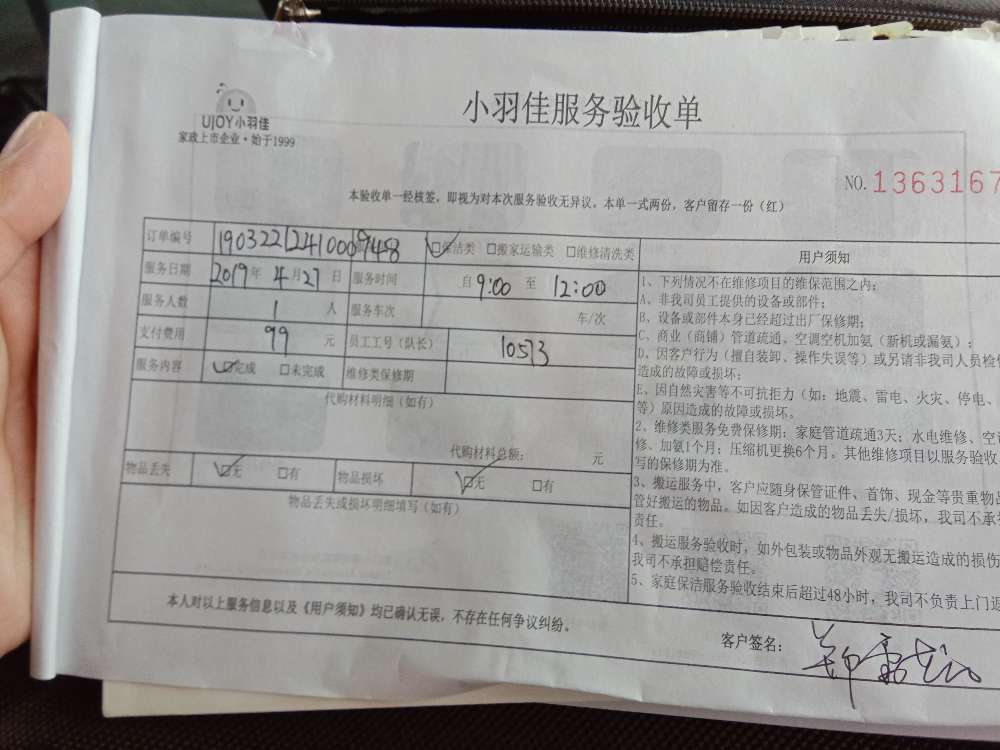 UJOY小羽佳
家政上市企业·始于1999
小羽佳服务验收单
NO.1363167
本验收单一经核签，即视为对本次服务验收无异议，本单一式两份，客户留存一份（红）
订单编号 19032212410009448 ☑保洁类 □搬家运输类 □维修清洗类
服务日期 2019年 4月27日 服务时间 自 9:00 至 12:00
服务人数 1 人 服务车次 车/次
支付费用 99 元 员工工号（队长） 10573
服务内容 ☑完成 □未完成 维修类保修期
代购材料明细（如有）
代购材料总额： 元
物品丢失 ☑无 □有 物品损坏 ☑无 □有
物品丢失或损坏明细填写（如有）
用户须知
1、下列情况不在维修项目的维保范围之内：
A、非我司员工提供的设备或部件；
B、设备或部件本身已经超过出厂保修期；
C、商业（商铺）管道疏通，空调空机加氨（新机或漏氨）；
D、因客户行为（擅自装卸、操作失误等）或另请非我司人员检
造成的故障或损坏；
E、因自然灾害等不可抗拒力（如：地震、雷电、火灾、停电、
等）原因造成的故障或损坏。
2、维修类服务免费保修期：家庭管道疏通3天；水电维修、空
修、加氨1个月；压缩机更换6个月。其他维修项目以服务验收
写的保修期为准。
3、搬运服务中，客户应随身保管证件、首饰、现金等贵重物品
管好搬运的物品。如因客户造成的物品丢失/损坏，我司不承
责任。
4、搬运服务验收时，如外包装或物品外观无搬运造成的损伤
我司不承担赔偿责任。
5、家庭保洁服务验收结束后超过48小时，我司不负责上门返
本人对以上服务信息以及《用户须知》均已确认无误，不存在任何争议纠纷。
客户签名：